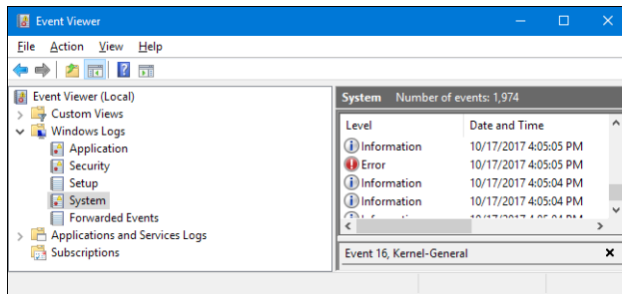 Event Viewer
File Action View Help
Event Viewer (Local)
Custom Views
Windows Logs
Application
Security
Setup
System
Forwarded Events
Applications and Services Logs
Subscriptions
System Number of events: 1,974
Level Date and Time
Information 10/17/2017 4:05:05 PM
Error 10/17/2017 4:05:05 PM
Information 10/17/2017 4:05:04 PM
Information 10/17/2017 4:05:04 PM
Event 16, Kernel-General